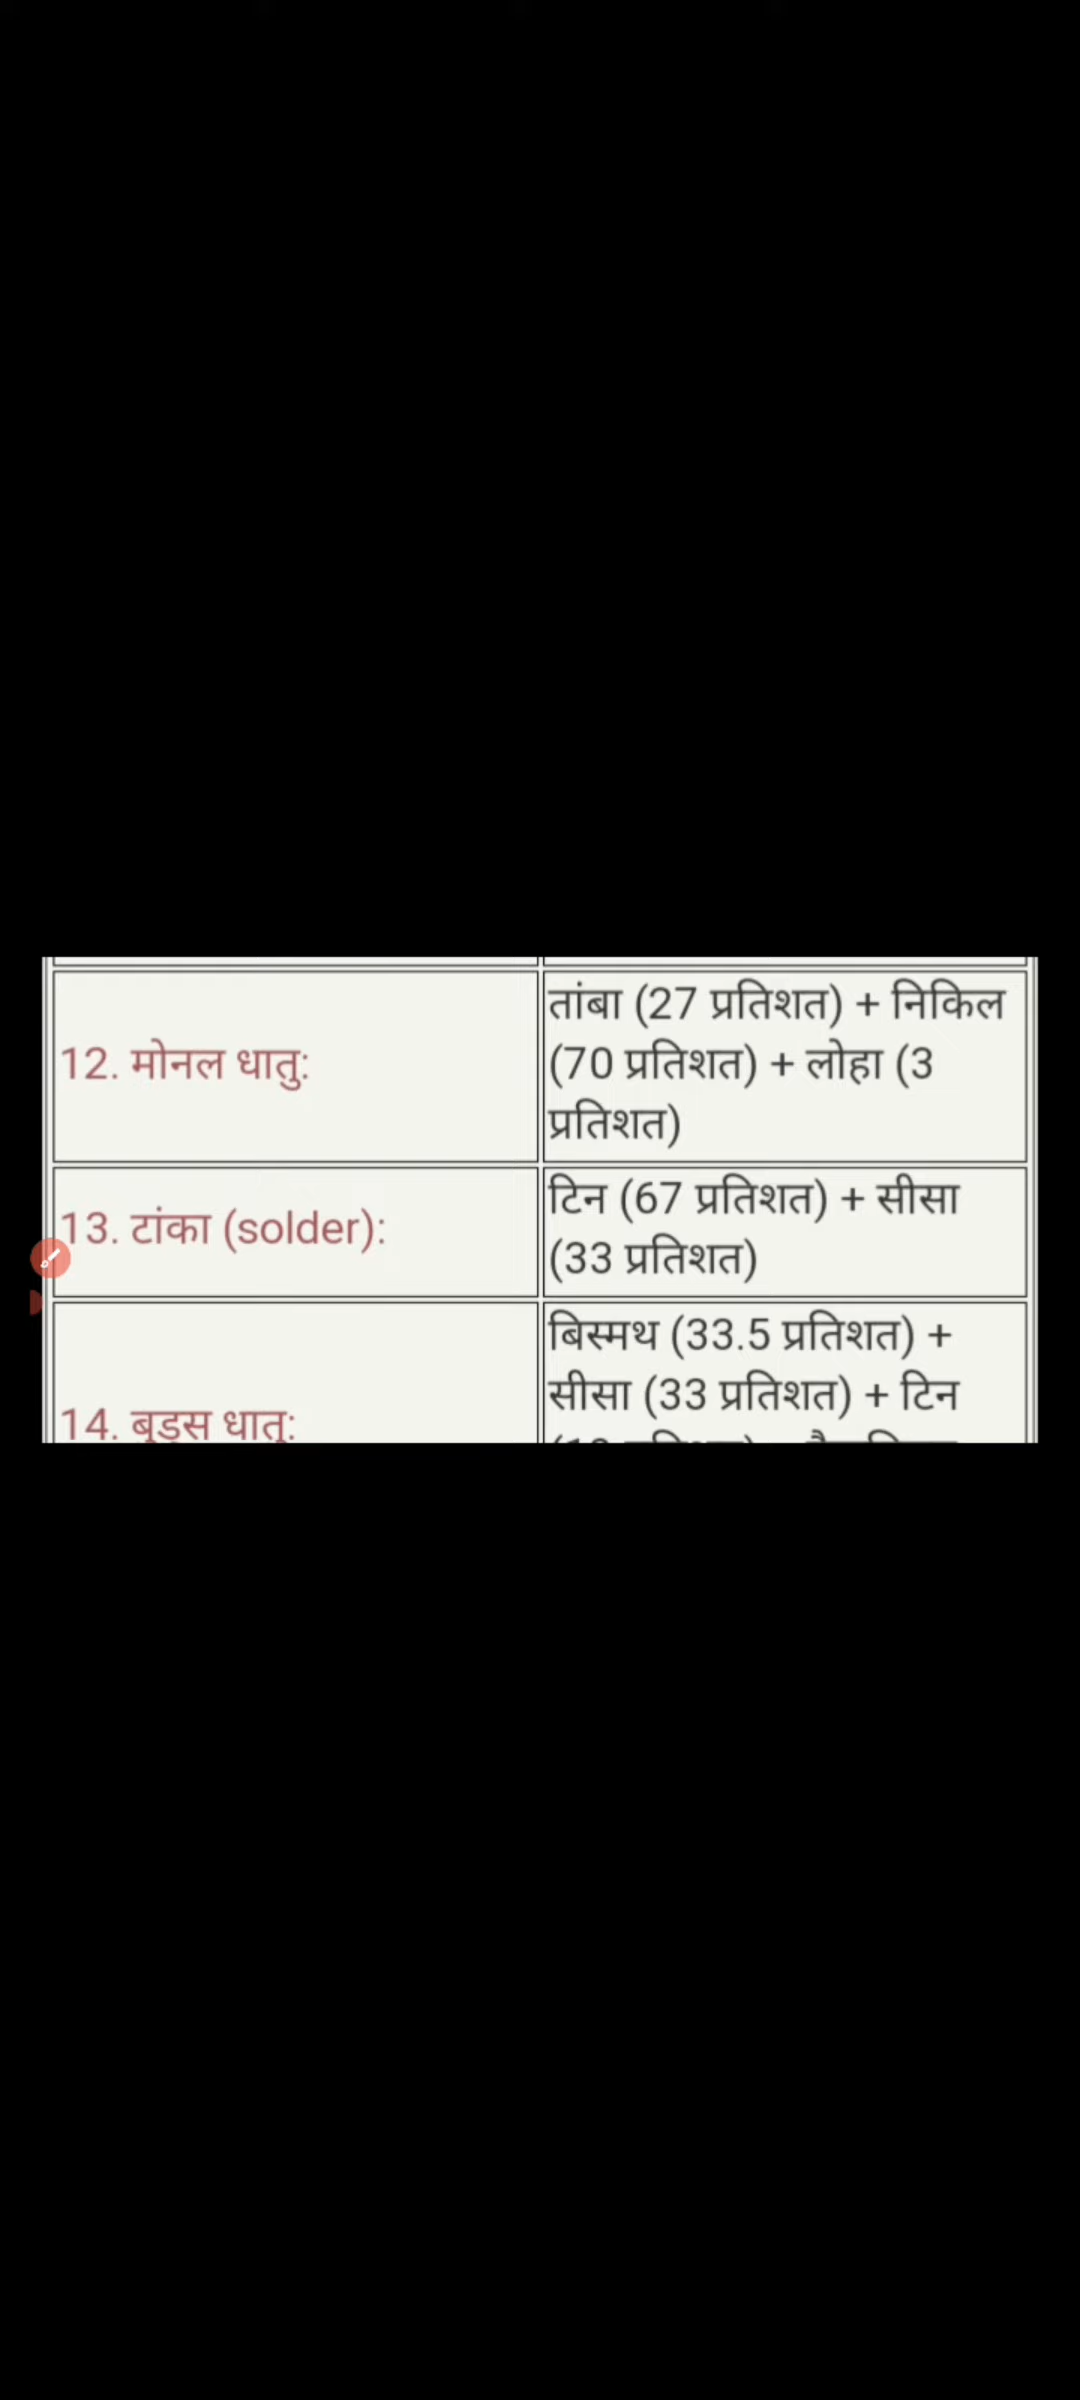 12. मोनल धातु:
तांबा (27 प्रतिशत) + निकिल
(70 प्रतिशत) + लोहा (3
प्रतिशत)
13. टांका (solder):
टिन (67 प्रतिशत) + सीसा
(33 प्रतिशत)
14. बुड्स धातु:
बिस्मथ (33.5 प्रतिशत) +
सीसा (33 प्रतिशत) + टिन